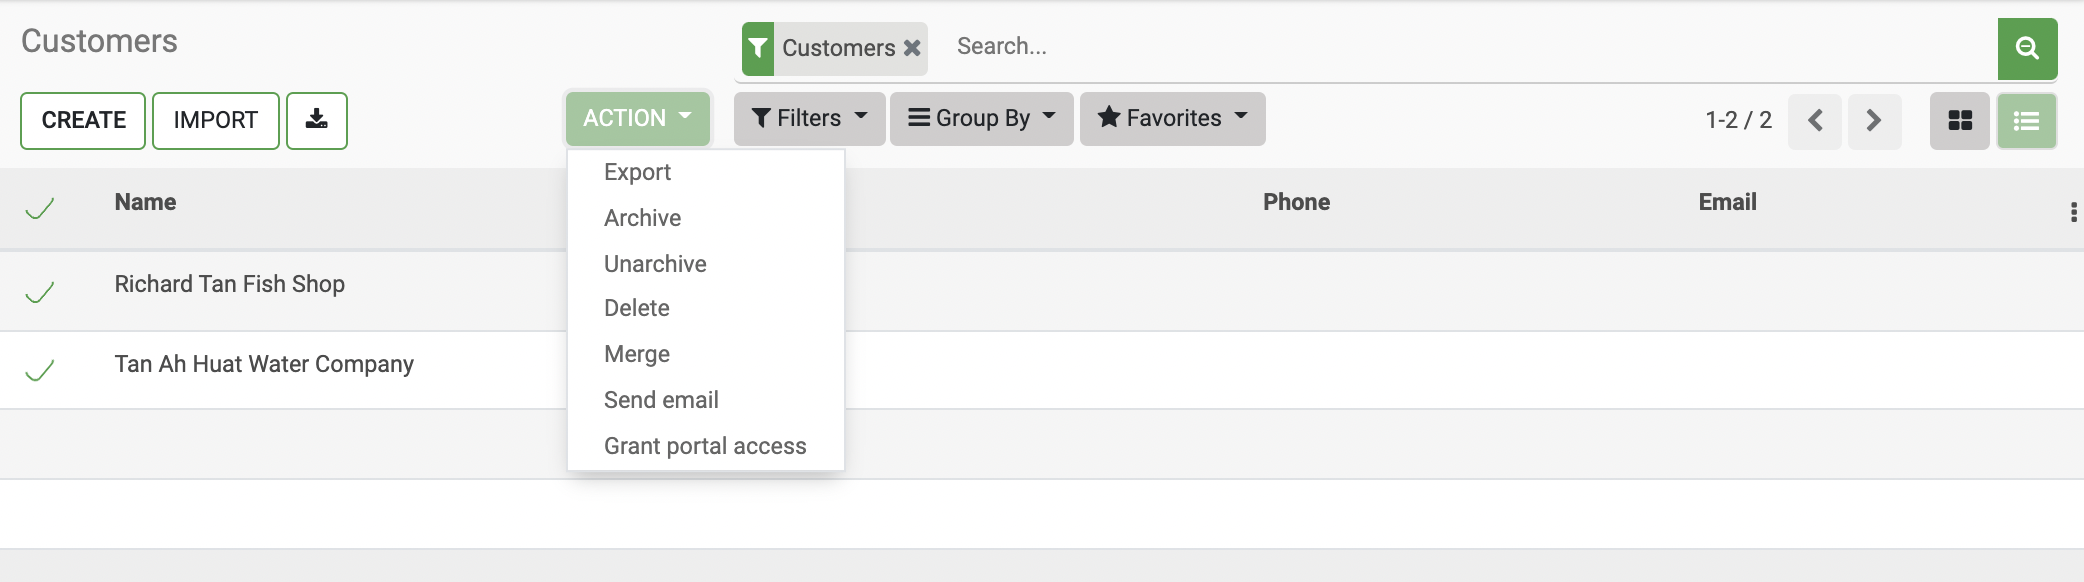 Customers
Customers Search...
CREATE IMPORT ACTION Filters Group By Favorites 1-2 / 2
Name Phone Email
Export
Archive
Unarchive
Delete
Merge
Send email
Grant portal access
Richard Tan Fish Shop
Tan Ah Huat Water Company